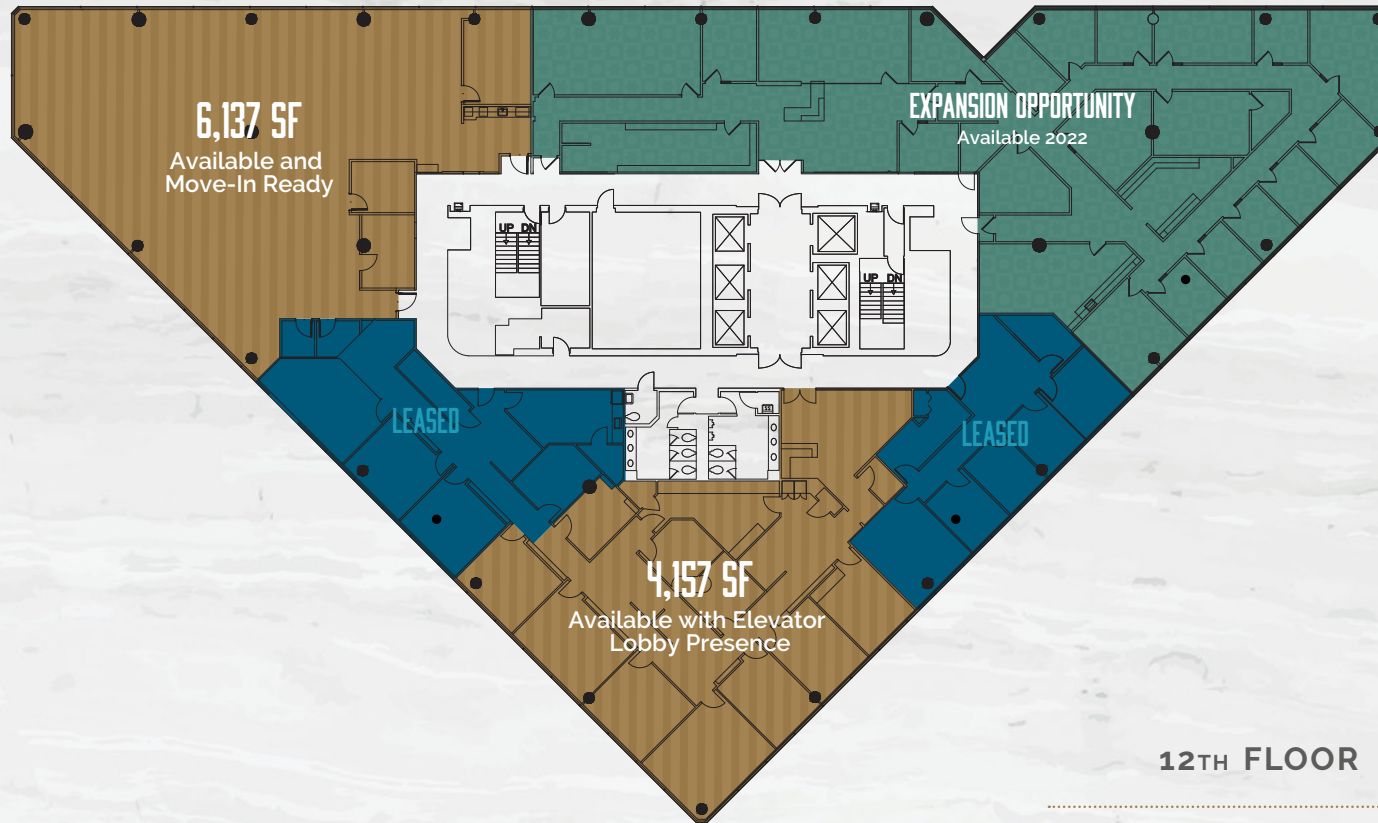 6,137 SF
Available and
Move-In Ready
EXPANSION OPPORTUNITY
Available 2022
UP DN
UP DN
LEASED
LEASED
4,157 SF
Available with Elevator
Lobby Presence
12TH FLOOR